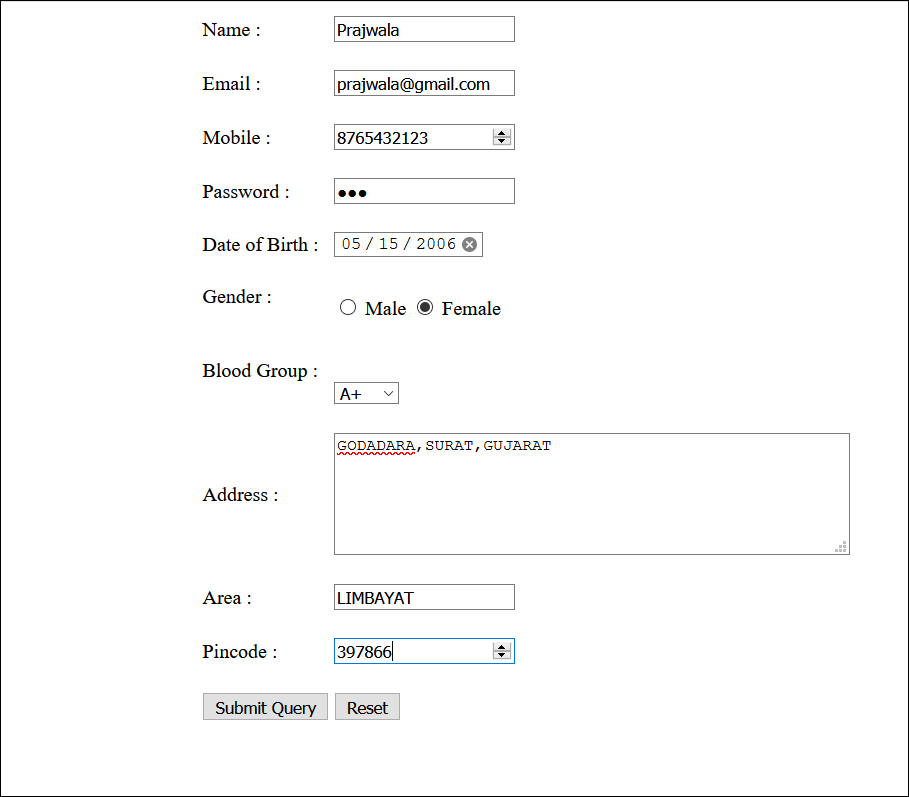 Name : Prajwala
Email : prajwala@gmail.com
Mobile : 8765432123
Password : ●●●
Date of Birth : 05 / 15 / 2006
Gender : Male Female
Blood Group :
A+
GODADARA,SURAT,GUJARAT
Address :
Area : LIMBAYAT
Pincode : 397866
Submit Query Reset